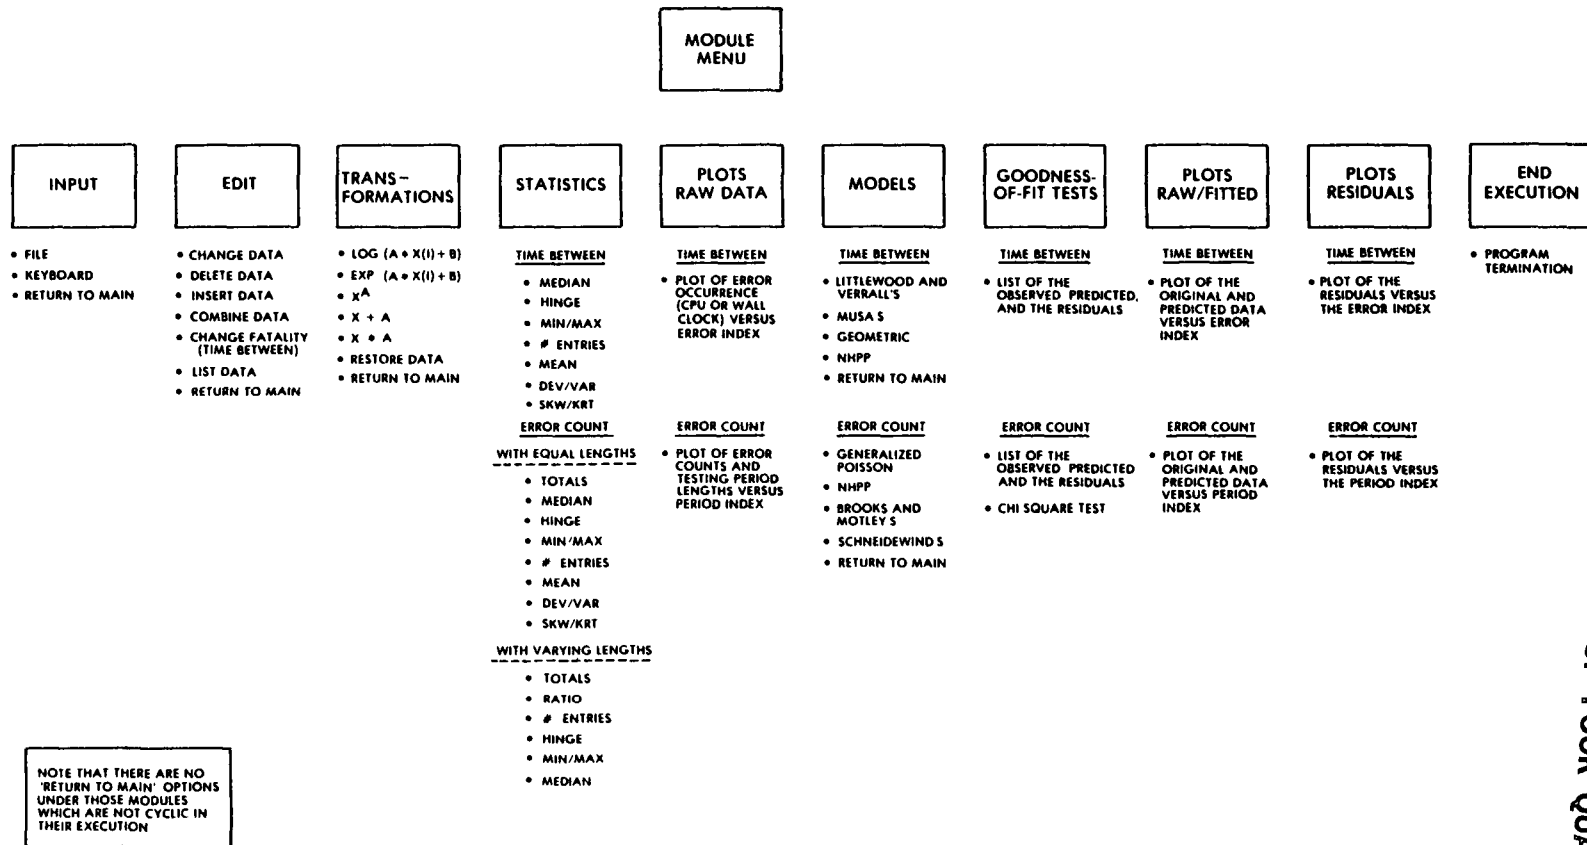 MODULE
MENU
INPUT
• FILE
• KEYBOARD
• RETURN TO MAIN
EDIT
• CHANGE DATA
• DELETE DATA
• INSERT DATA
• COMBINE DATA
• CHANGE FATALITY
(TIME BETWEEN)
• LIST DATA
• RETURN TO MAIN
TRANS-
FORMATIONS
• LOG (A * X(I) + B)
• EXP (A * X(I) + B)
• X^A
• X + A
• X * A
• RESTORE DATA
• RETURN TO MAIN
STATISTICS
TIME BETWEEN
• MEDIAN
• HINGE
• MIN/MAX
• # ENTRIES
• MEAN
• DEV/VAR
• SKW/KRT
ERROR COUNT
WITH EQUAL LENGTHS
• TOTALS
• MEDIAN
• HINGE
• MIN/MAX
• # ENTRIES
• MEAN
• DEV/VAR
• SKW/KRT
WITH VARYING LENGTHS
• TOTALS
• RATIO
• # ENTRIES
• HINGE
• MIN/MAX
• MEDIAN
PLOTS
RAW DATA
TIME BETWEEN
• PLOT OF ERROR
OCCURRENCE
(CPU OR WALL
CLOCK) VERSUS
ERROR INDEX
ERROR COUNT
• PLOT OF ERROR
COUNTS AND
TESTING PERIOD
LENGTHS VERSUS
PERIOD INDEX
MODELS
TIME BETWEEN
• LITTLEWOOD AND
VERRALL'S
• MUSA S
• GEOMETRIC
• NHPP
• RETURN TO MAIN
ERROR COUNT
• GENERALIZED
POISSON
• NHPP
• BROOKS AND
MOTLEY S
• SCHNEIDEWIND S
• RETURN TO MAIN
GOODNESS-
OF-FIT TESTS
TIME BETWEEN
• LIST OF THE
OBSERVED PREDICTED,
AND THE RESIDUALS
ERROR COUNT
• LIST OF THE
OBSERVED PREDICTED
AND THE RESIDUALS
• CHI SQUARE TEST
PLOTS
RAW/FITTED
TIME BETWEEN
• PLOT OF THE
ORIGINAL AND
PREDICTED DATA
VERSUS ERROR
INDEX
ERROR COUNT
• PLOT OF THE
ORIGINAL AND
PREDICTED DATA
VERSUS PERIOD
INDEX
PLOTS
RESIDUALS
TIME BETWEEN
• PLOT OF THE
RESIDUALS VERSUS
THE ERROR INDEX
ERROR COUNT
• PLOT OF THE
RESIDUALS VERSUS
THE PERIOD INDEX
END
EXECUTION
• PROGRAM
TERMINATION
NOTE THAT THERE ARE NO
'RETURN TO MAIN' OPTIONS
UNDER THOSE MODULES
WHICH ARE NOT CYCLIC IN
THEIR EXECUTION